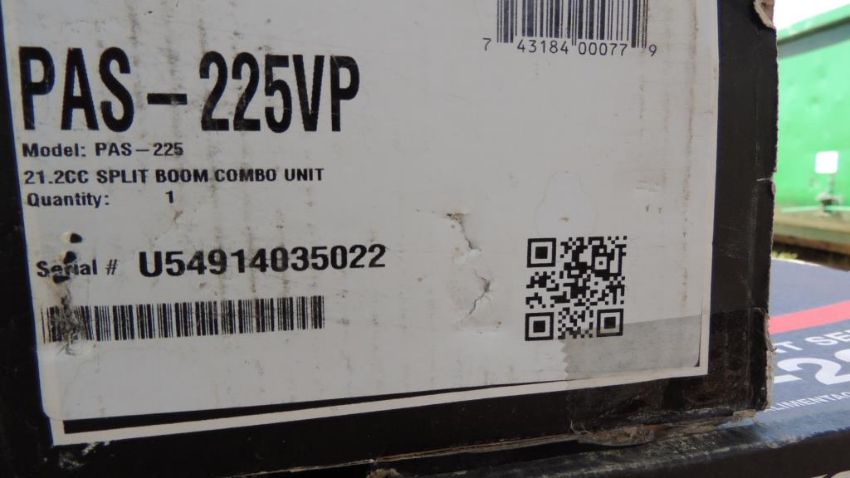 7 43184 00077 9
PAS-225VP
Model: PAS-225
21.2CC SPLIT BOOM COMBO UNIT
Quantity: 1
Serial # U54914035022